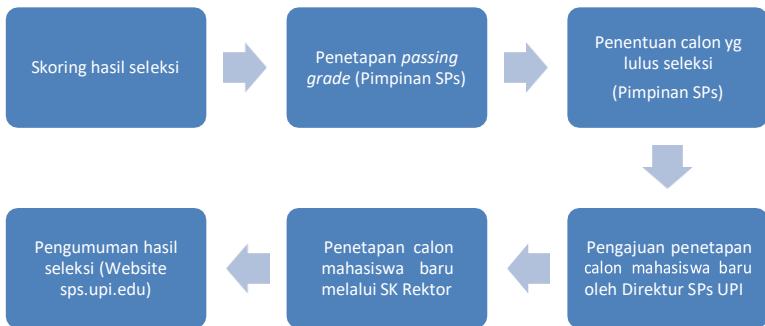 Skoring hasil seleksi
Penetapan passing
grade (Pimpinan SPs)
Penentuan calon yg
lulus seleksi
(Pimpinan SPs)
Pengajuan penetapan
calon mahasiswa baru
oleh Direktur SPs UPI
Penetapan calon
mahasiswa baru
melalui SK Rektor
Pengumuman hasil
seleksi (Website
sps.upi.edu)